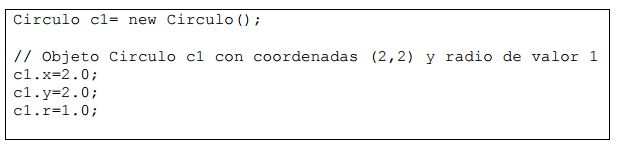 Circulo c1= new Circulo();
// Objeto Circulo c1 con coordenadas (2,2) y radio de valor 1
c1.x=2.0;
c1.y=2.0;
c1.r=1.0;